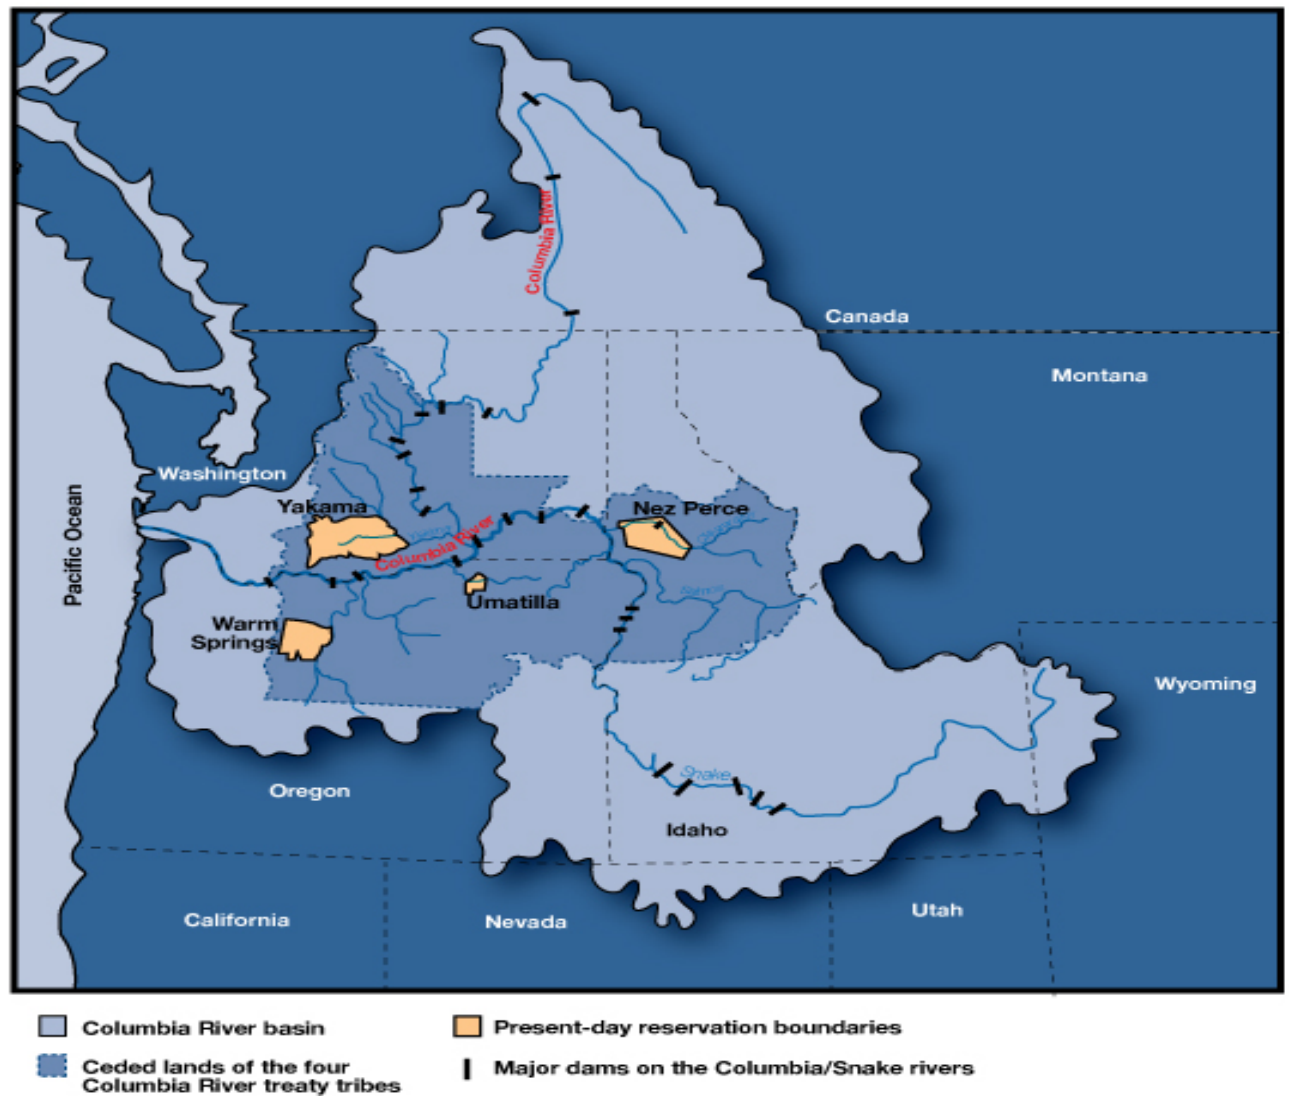 Columbia River
Canada
Montana
Washington
Pacific Ocean
Yakama
Nez Perce
Columbia River
Umatilla
Warm
Springs
Wyoming
Snake
Oregon
Idaho
California
Nevada
Utah
Columbia River basin
Present-day reservation boundaries
Ceded lands of the four
Columbia River treaty tribes
Major dams on the Columbia/Snake rivers